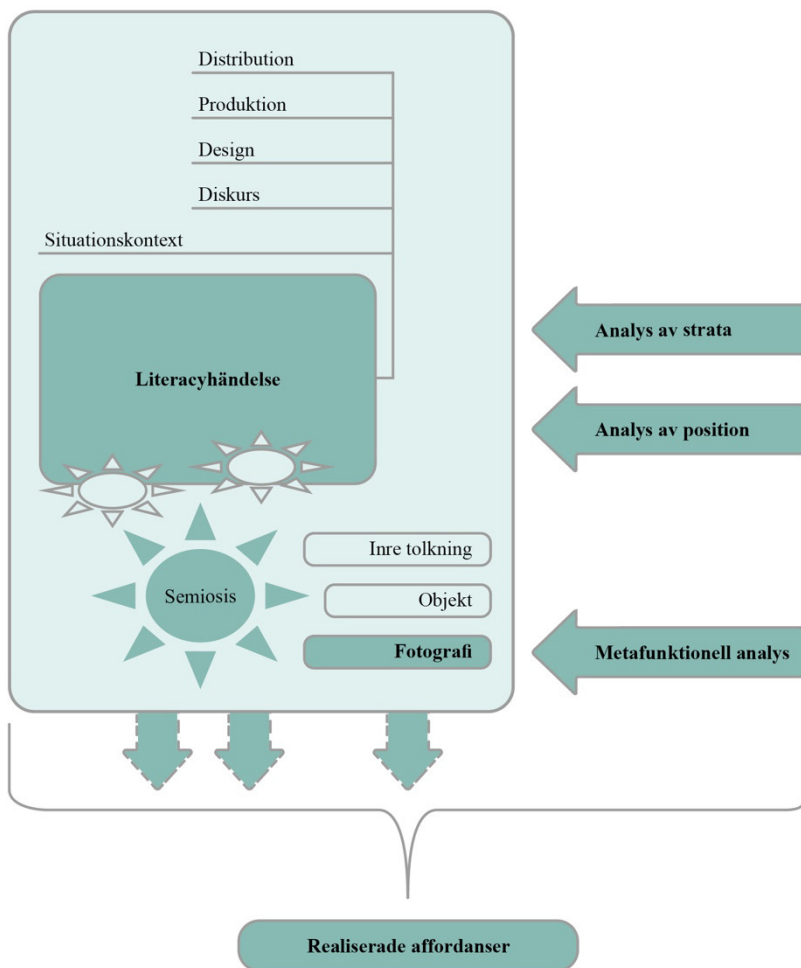 Distribution
Produktion
Design
Diskurs
Situationskontext
Literacyhändelse
Analys av strata
Analys av position
Inre tolkning
Semiosis
Objekt
Fotografi
Metafunktionell analys
Realiserade affordanser